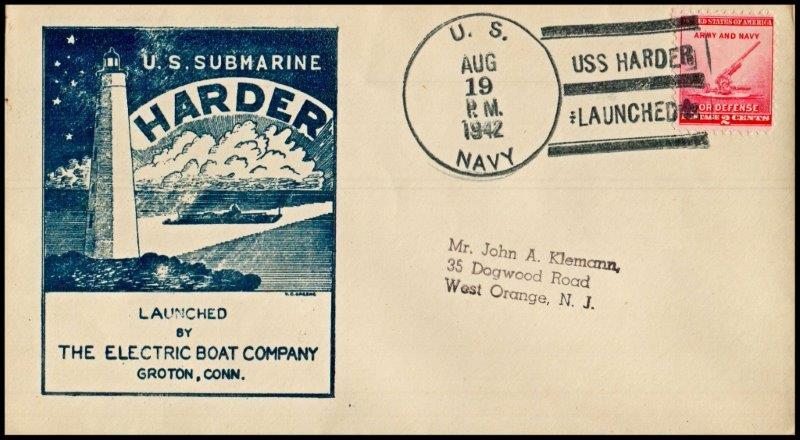 U.S. SUBMARINE
HARDER
LAUNCHED
BY
THE ELECTRIC BOAT COMPANY
GROTON, CONN.
U. S.
AUG
19
P.M.
1942
NAVY
USS HARDER
LAUNCHED
UNITED STATES OF AMERICA
ARMY AND NAVY
FOR DEFENSE
POSTAGE 2 CENTS
Mr. John A. Klemann,
35 Dogwood Road
West Orange, N. J.